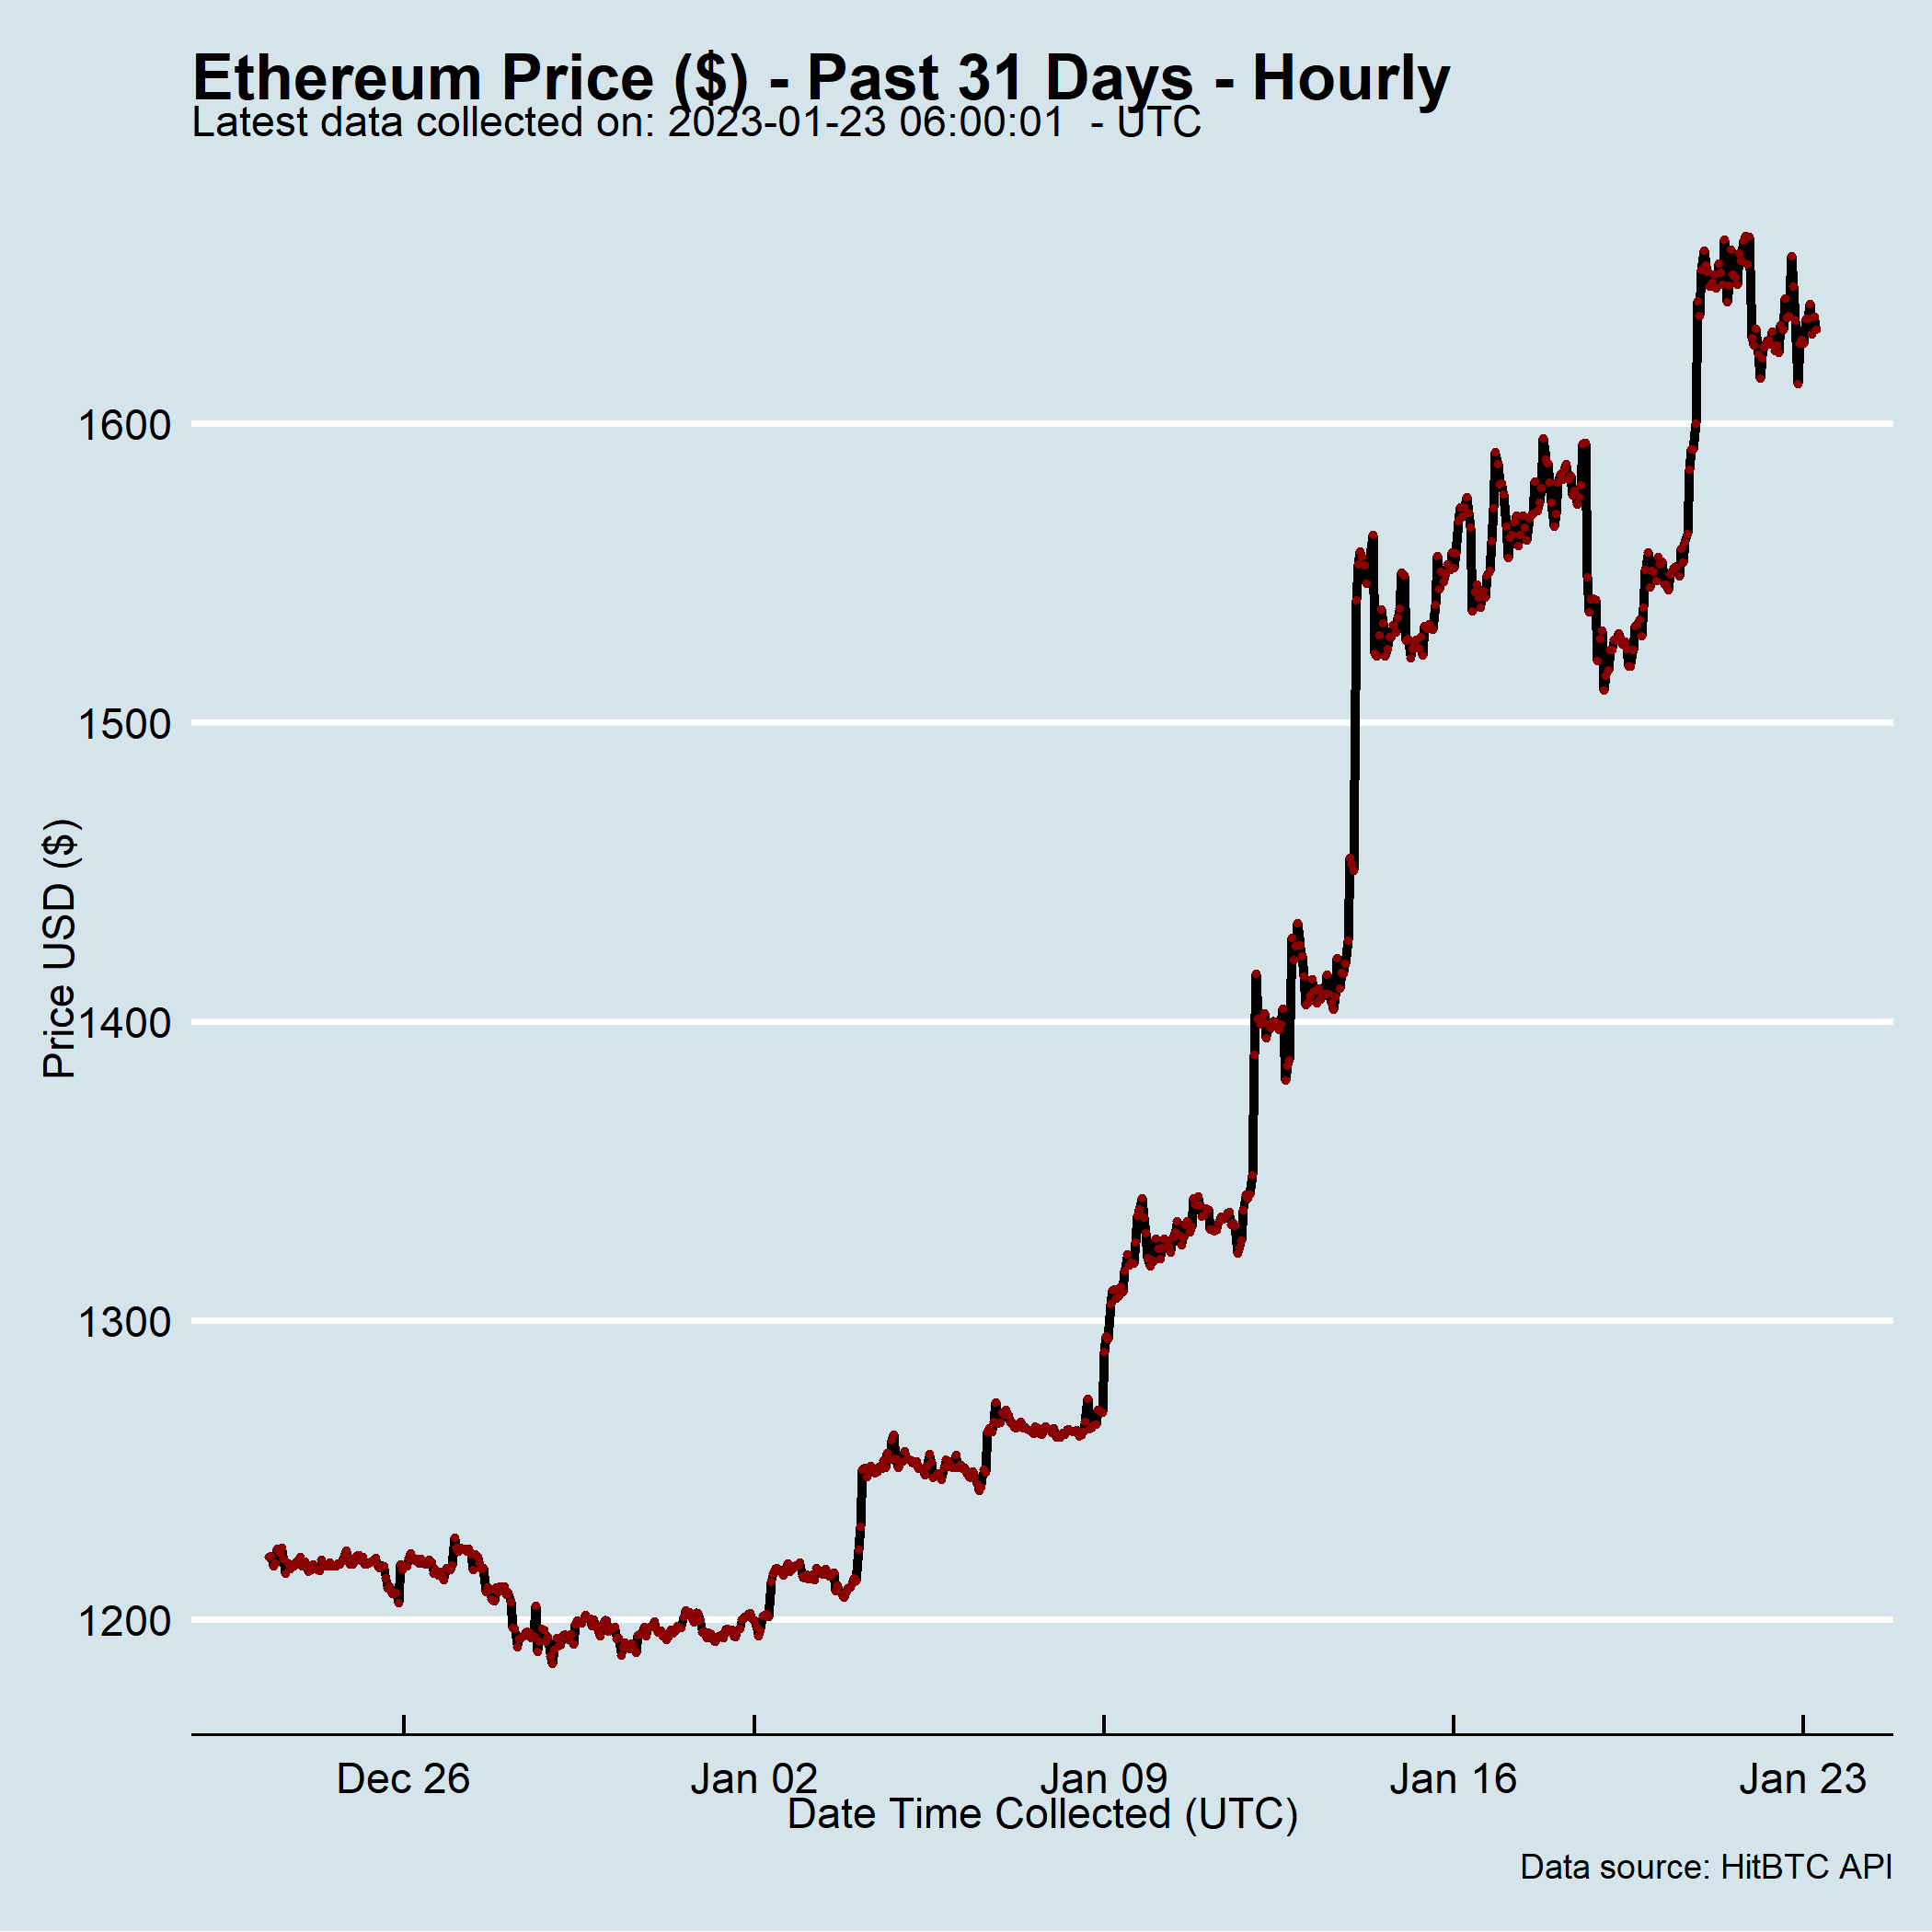 Ethereum Price ($) - Past 31 Days - Hourly
Latest data collected on: 2023-01-23 06:00:01  - UTC
Price USD ($)
1600
1500
1400
1300
1200
Dec 26
Jan 02
Jan 09
Jan 16
Jan 23
Date Time Collected (UTC)
Data source: HitBTC API